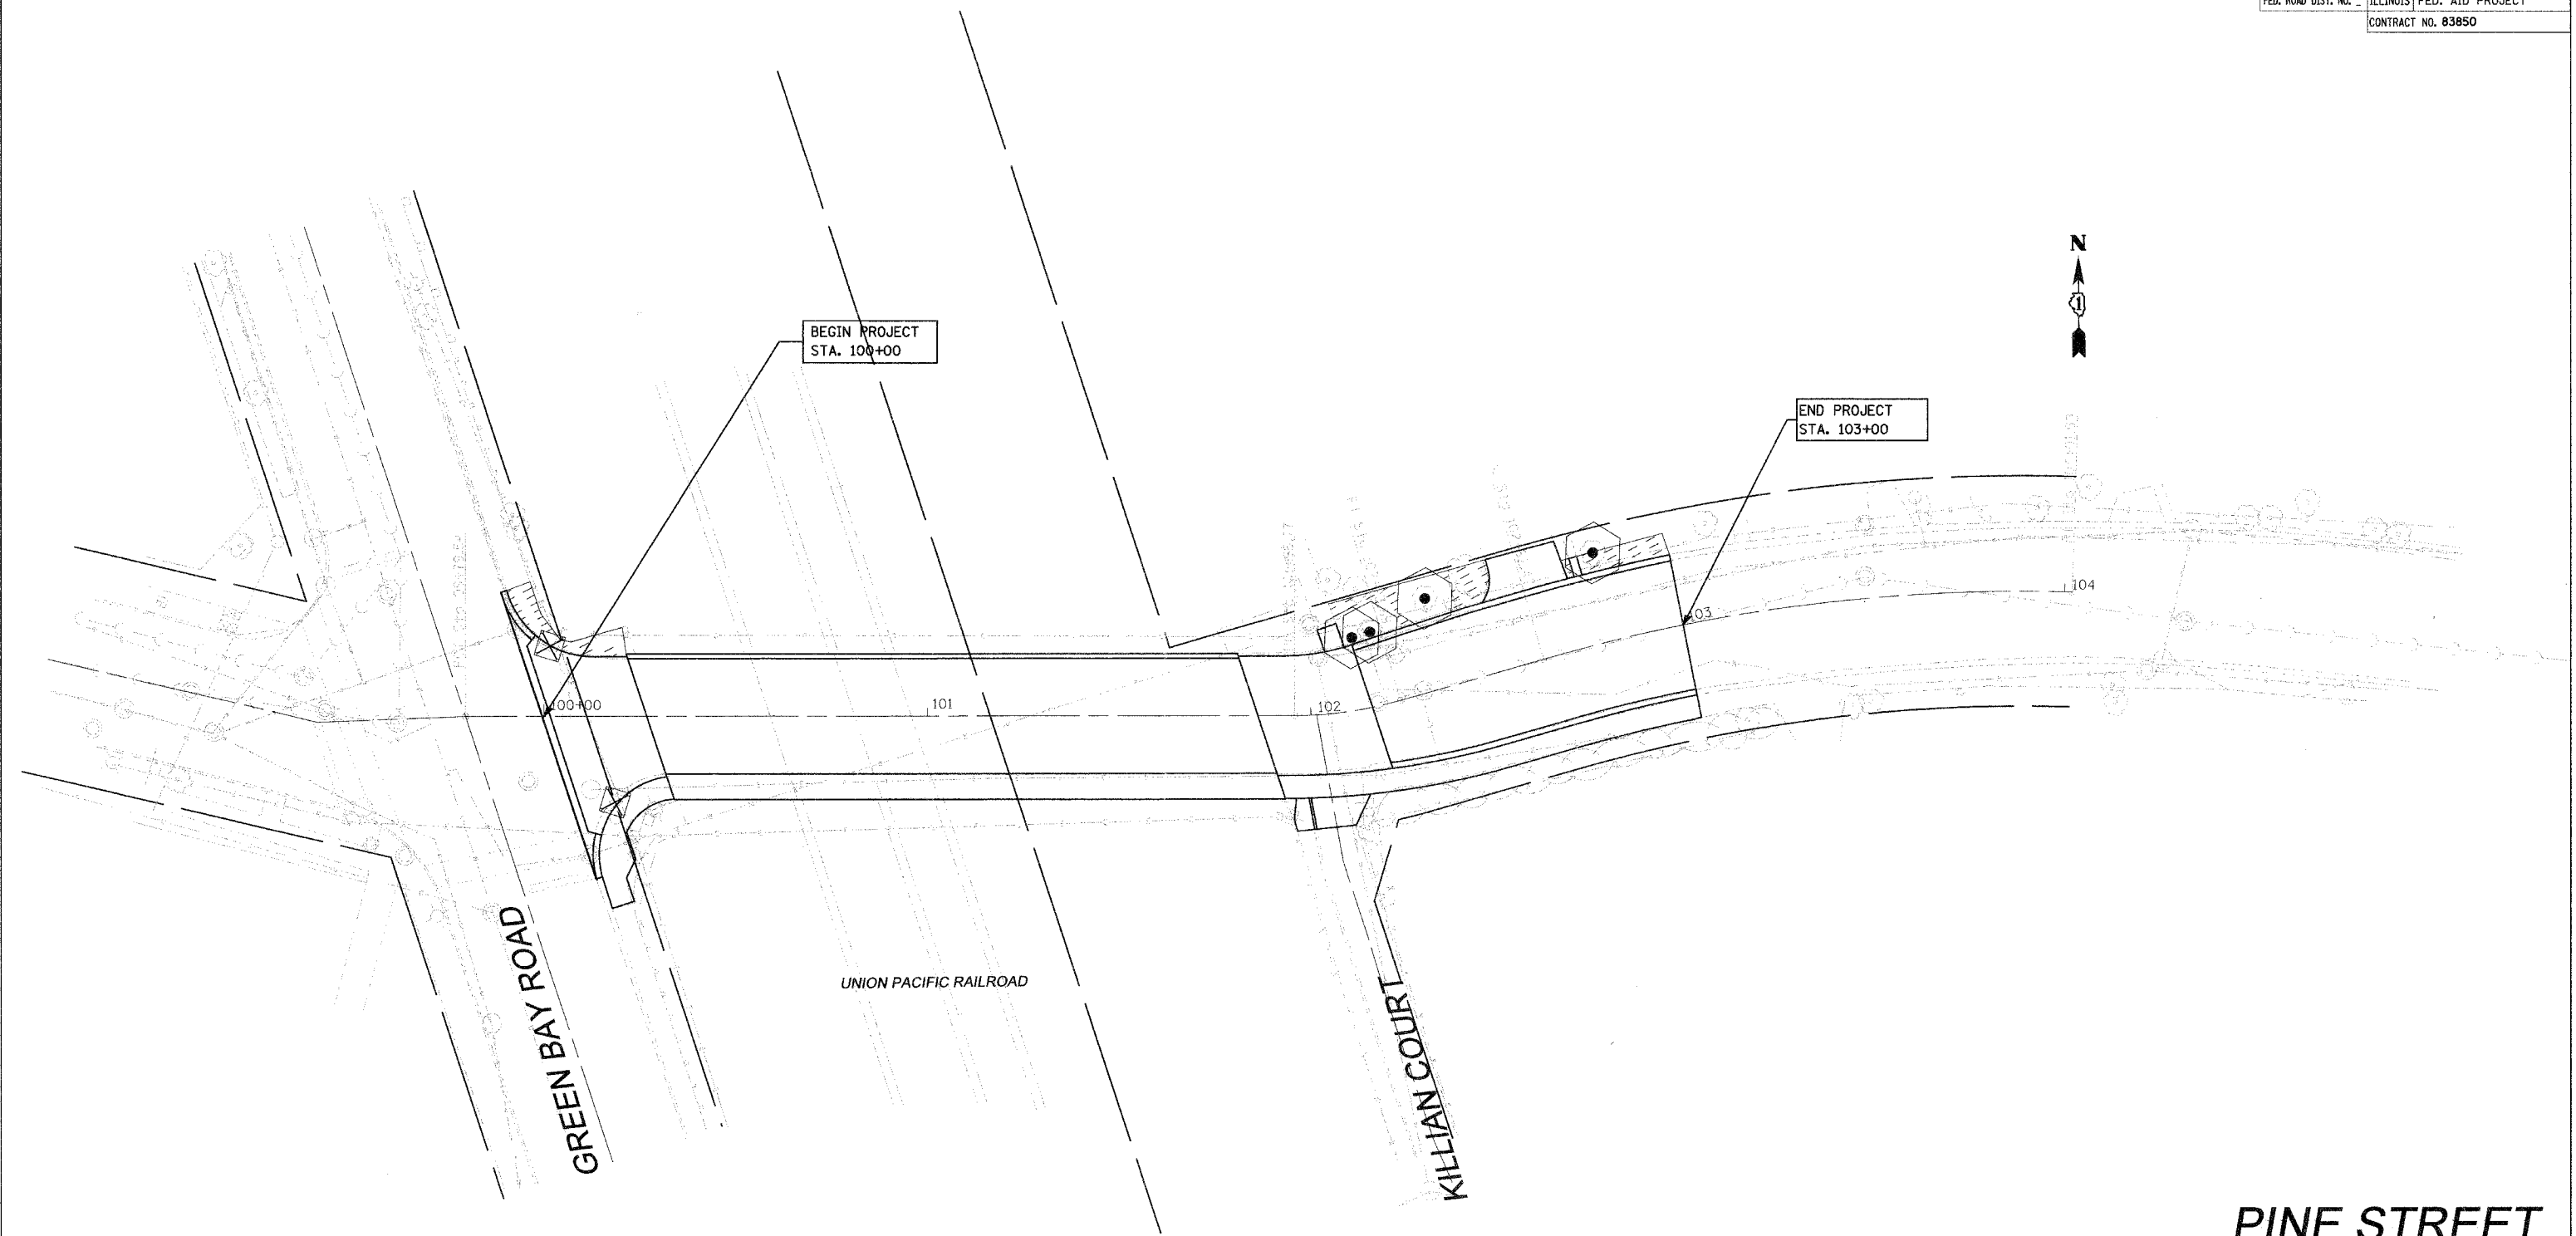 FED. ROAD DIST. NO. _ ILLINOIS FED. AID PROJECT
CONTRACT NO. 83850
N
1
BEGIN PROJECT
STA. 100+00
END PROJECT
STA. 103+00
104
103
100+00
101
102
GREEN BAY ROAD
UNION PACIFIC RAILROAD
KILLIAN COURT
PINE STREET